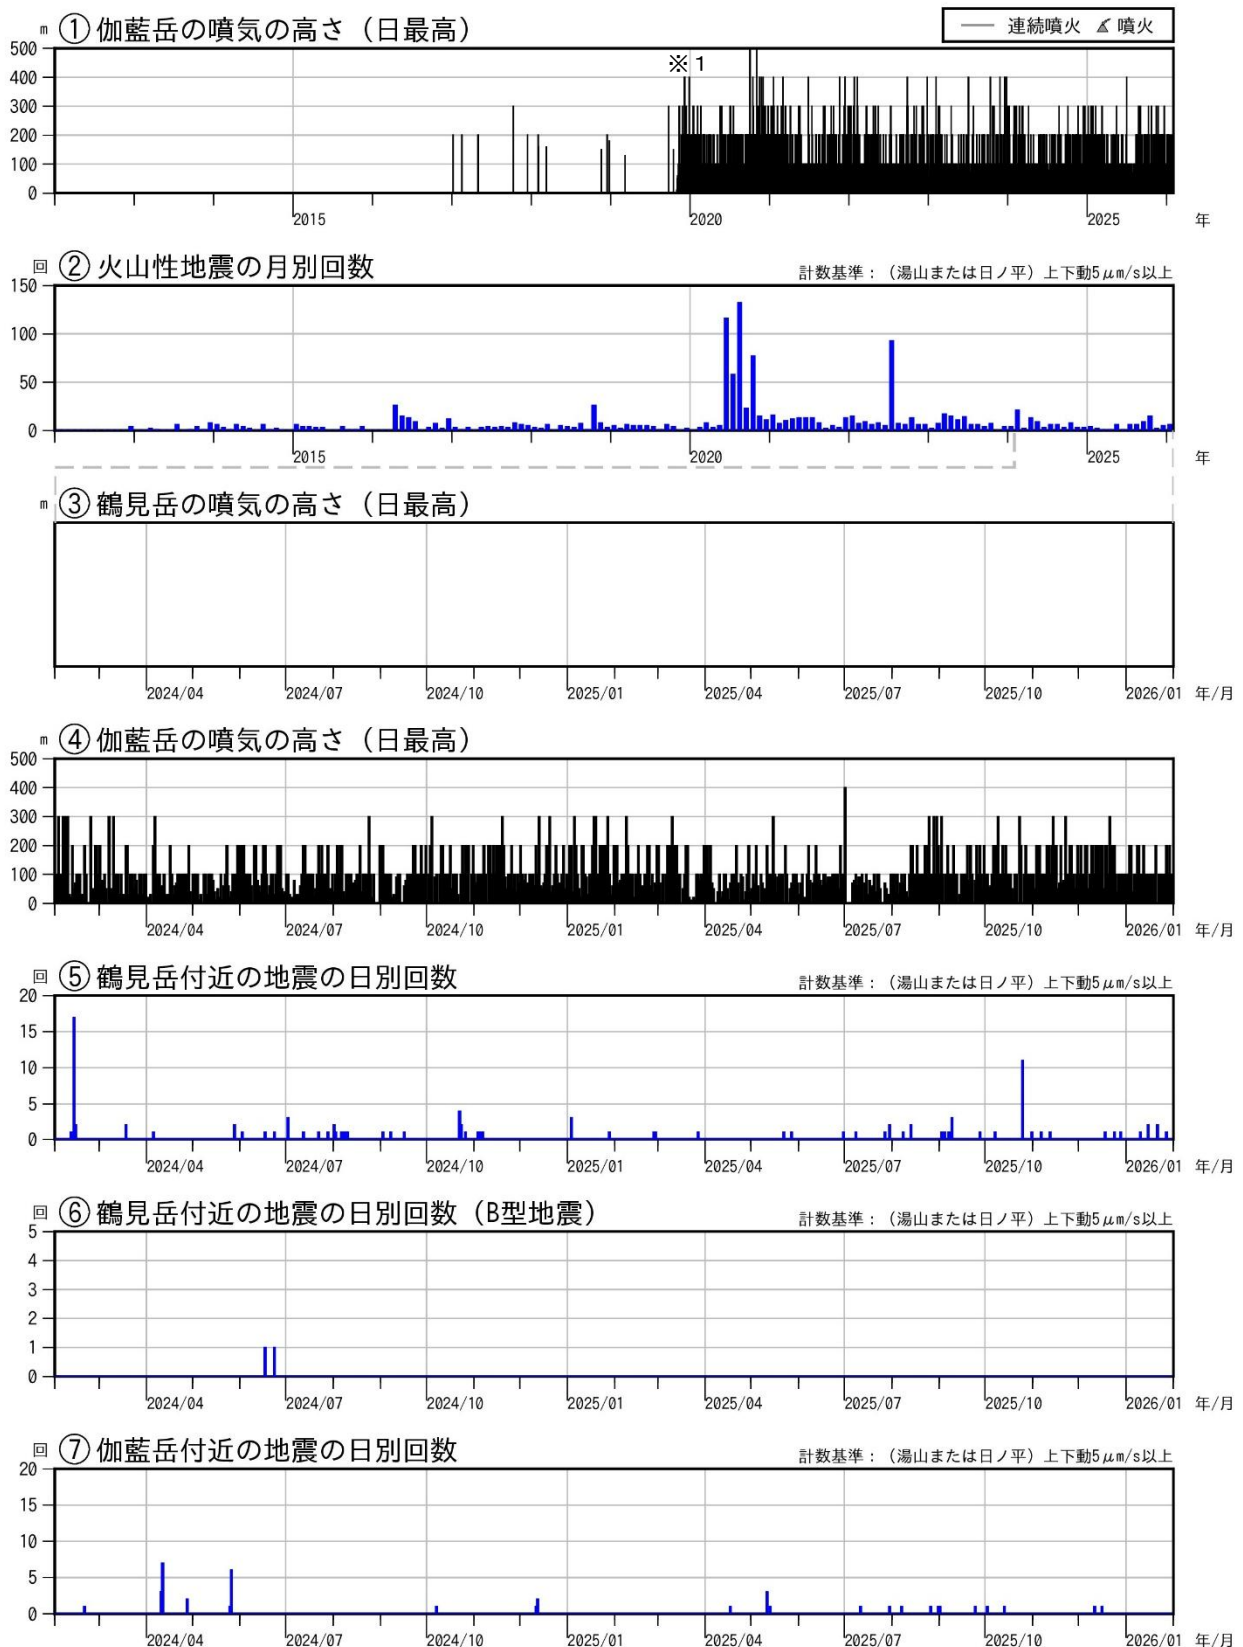 m ①伽藍岳の噴気の高さ（日最高）
連続噴火 噴火
※1
500
400
300
200
100
0
2015 2020 2025 年
回 ②火山性地震の月別回数
計数基準：（湯山または日ノ平）上下動5μm/s以上
150
100
50
0
2015 2020 2025 年
m ③鶴見岳の噴気の高さ（日最高）
2024/04 2024/07 2024/10 2025/01 2025/04 2025/07 2025/10 2026/01 年/月
m ④伽藍岳の噴気の高さ（日最高）
500
400
300
200
100
0
2024/04 2024/07 2024/10 2025/01 2025/04 2025/07 2025/10 2026/01 年/月
回 ⑤鶴見岳付近の地震の日別回数
計数基準：（湯山または日ノ平）上下動5μm/s以上
20
15
10
5
0
2024/04 2024/07 2024/10 2025/01 2025/04 2025/07 2025/10 2026/01 年/月
回 ⑥鶴見岳付近の地震の日別回数（B型地震）
計数基準：（湯山または日ノ平）上下動5μm/s以上
5
4
3
2
1
0
2024/04 2024/07 2024/10 2025/01 2025/04 2025/07 2025/10 2026/01 年/月
回 ⑦伽藍岳付近の地震の日別回数
計数基準：（湯山または日ノ平）上下動5μm/s以上
20
15
10
5
0
2024/04 2024/07 2024/10 2025/01 2025/04 2025/07 2025/10 2026/01 年/月